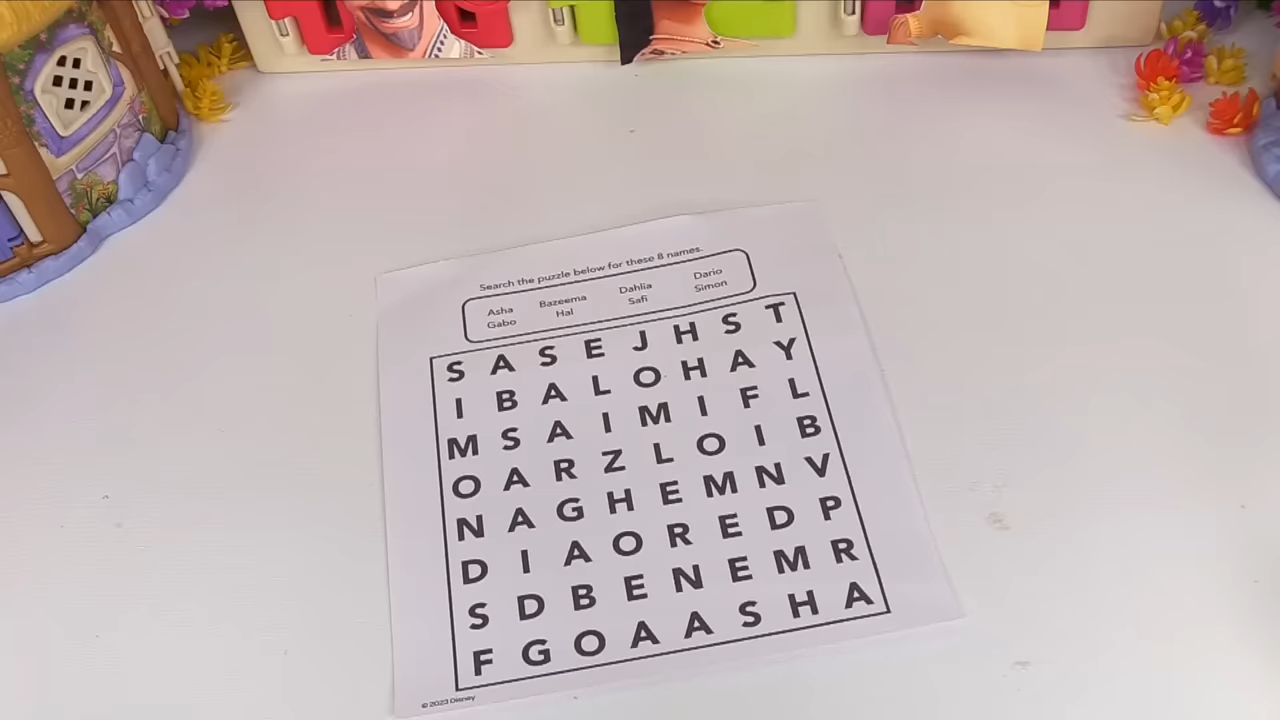 Search the puzzle below for these 8 names.
Asha Bazeema Dahlia Dario
Gabo Hal Safi Simon
S A S E J H S T
I B A L O H A Y
M S A I M I F L
O A R Z L O I B
N A G H E M N V
D I A O R E D P
S D B E N E M R
F G O A A S H A
© 2023 Disney